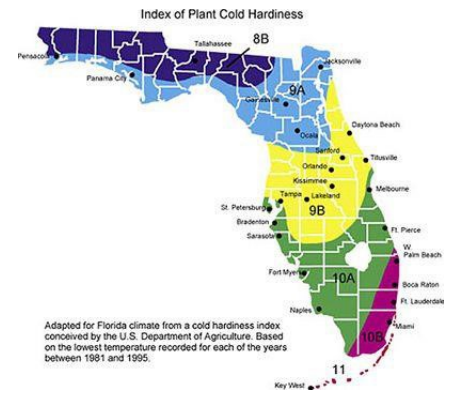 Index of Plant Cold Hardiness
Tallahassee
8B
Pensacola
Panama City
Jacksonville
9A
Gainesville
Ocala
Daytona Beach
Sanford
Titusville
Orlando
Kissimmee
Tampa
Lakeland
Melbourne
St. Petersburg
9B
Bradenton
Sarasota
Ft. Pierce
W
Palm Beach
Fort Myer
10A
Boca Raton
Ft. Lauderdale
Naples
Miami
10B
Adapted for Florida climate from a cold hardiness index
conceived by the U.S. Department of Agriculture. Based
on the lowest temperature recorded for each of the years
between 1981 and 1995.
11
Key West